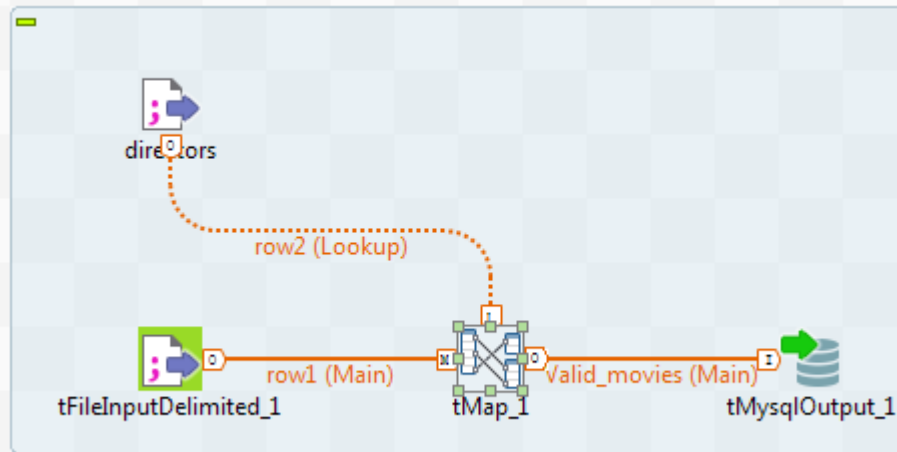 directors
row2 (Lookup)
row1 (Main)
Valid_movies (Main)
tFileInputDelimited_1
tMap_1
tMysqlOutput_1